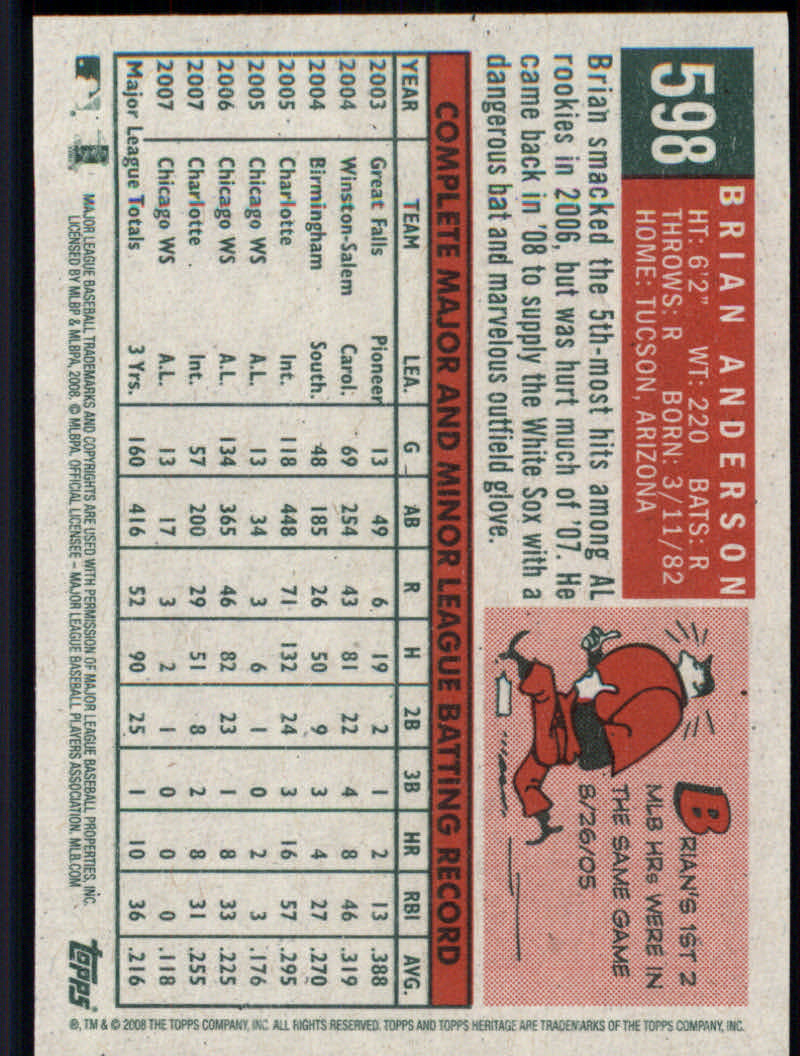 598
BRIAN ANDERSON
HT: 6'2" WT: 220 BATS: R
THROWS: R BORN: 3/11/82
HOME: TUCSON, ARIZONA
Brian smacked the 5th-most hits among AL
rookies in 2006, but was hurt much of '07. He
came back in '08 to supply the White Sox with a
dangerous bat and marvelous outfield glove.
BRIAN'S 1ST 2
MLB HRs WERE IN
THE SAME GAME
8/26/05
COMPLETE MAJOR AND MINOR LEAGUE BATTING RECORD
YEAR TEAM LEA. G AB R H 2B 3B HR RBI AVG.
2003 Great Falls Pioneer 13 49 6 19 2 1 2 13 .388
2004 Winston-Salem Carol. 69 254 43 81 22 4 8 46 .319
2004 Birmingham South. 48 185 26 50 9 3 4 27 .270
2005 Charlotte Int. 118 448 71 132 24 3 16 57 .295
2005 Chicago WS A.L. 13 34 3 6 1 0 2 3 .176
2006 Chicago WS A.L. 134 365 46 82 23 1 8 33 .225
2007 Charlotte Int. 57 200 29 51 8 2 8 31 .255
2007 Chicago WS A.L. 13 17 3 2 1 0 0 0 .118
Major League Totals 3 Yrs. 160 416 52 90 25 1 10 36 .216
MAJOR LEAGUE BASEBALL TRADEMARKS AND COPYRIGHTS ARE USED WITH PERMISSION OF MAJOR LEAGUE BASEBALL PROPERTIES, INC.
LICENSED BY MLBP & MLBPA, 2008. © MLBPA. OFFICIAL LICENSEE – MAJOR LEAGUE BASEBALL PLAYERS ASSOCIATION. MLB.COM
topps
®, TM & © 2008 THE TOPPS COMPANY, INC. ALL RIGHTS RESERVED. TOPPS AND TOPPS HERITAGE ARE TRADEMARKS OF THE TOPPS COMPANY, INC.